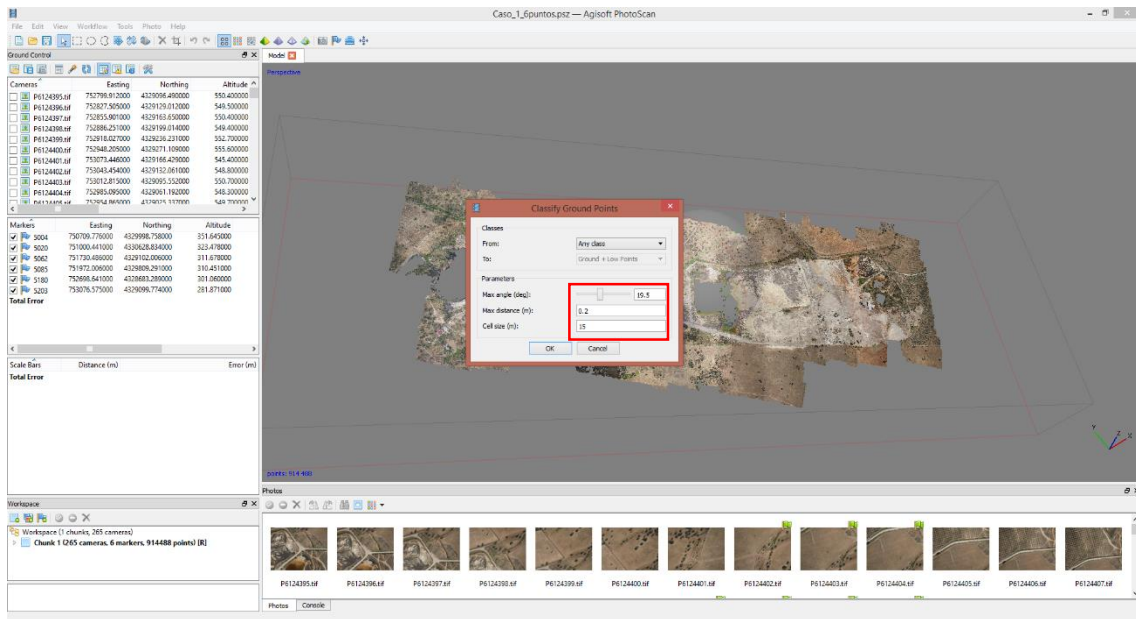 Caso_1_6puntos.psz — Agisoft PhotoScan
File Edit View Workflow Tools Photo Help
Ground Control
Model
Perspective
Cameras Easting Northing Altitude
P6124395.tif 752799.912000 4329096.490000 550.400000
P6124396.tif 752827.505000 4329129.012000 549.500000
P6124397.tif 752855.901000 4329163.650000 550.400000
P6124398.tif 752886.251000 4329199.014000 549.400000
P6124399.tif 752918.027000 4329236.231000 552.700000
P6124400.tif 752948.205000 4329271.109000 555.600000
P6124401.tif 753073.446000 4329166.429000 545.400000
P6124402.tif 753043.454000 4329132.061000 548.800000
P6124403.tif 753012.815000 4329095.552000 550.700000
P6124404.tif 752985.095000 4329061.192000 548.300000
P6124405.tif 752954.865000 4329025.337000 549.700000
Markers Easting Northing Altitude
5004 750709.776000 4329998.758000 351.645000
5020 751000.441000 4330628.834000 323.478000
5062 751730.486000 4329102.006000 311.678000
5085 751972.006000 4329809.291000 310.451000
5180 752698.641000 4328683.289000 301.060000
5203 753076.575000 4329099.774000 281.871000
Total Error
Scale Bars Distance (m) Error (m)
Total Error
Classify Ground Points
Classes
From: Any class
To: Ground + Low Points
Parameters
Max angle (deg): 19.5
Max distance (m): 0.2
Cell size (m): 15
OK Cancel
Y Z X
points: 914 488
Workspace
Workspace (1 chunks, 265 cameras)
Chunk 1 (265 cameras, 6 markers, 914488 points) [R]
Photos
P6124395.tif P6124396.tif P6124397.tif P6124398.tif P6124399.tif P6124400.tif P6124401.tif P6124402.tif P6124403.tif P6124404.tif P6124405.tif P6124406.tif P6124407.tif
Photos Console